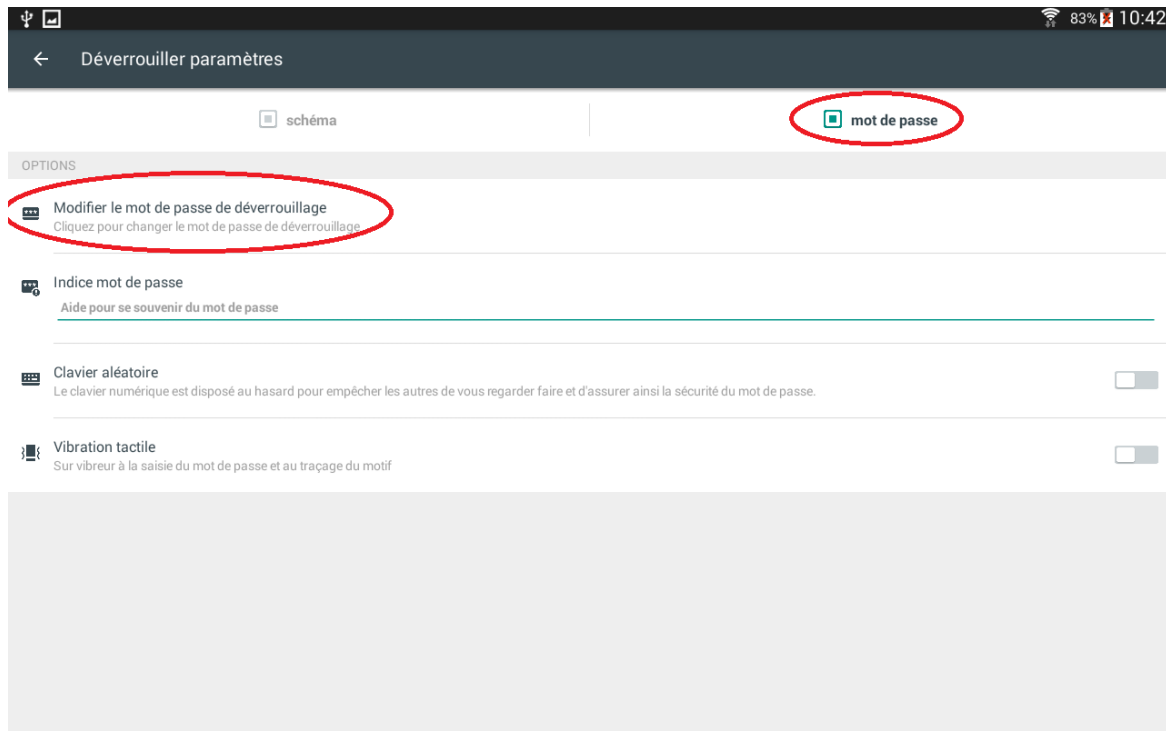 83% 10:42
Déverrouiller paramètres
schéma mot de passe
OPTIONS
Modifier le mot de passe de déverrouillage
Cliquez pour changer le mot de passe de déverrouillage
Indice mot de passe
Aide pour se souvenir du mot de passe
Clavier aléatoire
Le clavier numérique est disposé au hasard pour empêcher les autres de vous regarder faire et d'assurer ainsi la sécurité du mot de passe.
Vibration tactile
Sur vibreur à la saisie du mot de passe et au traçage du motif